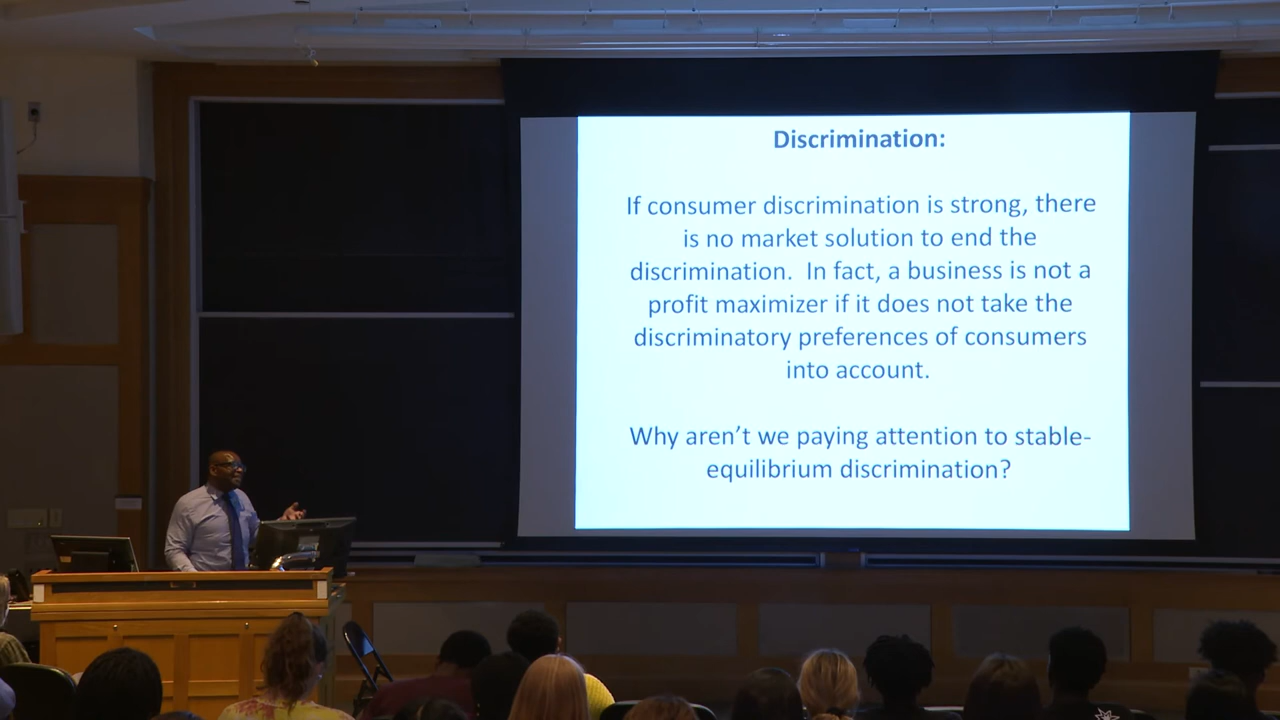 Discrimination:
If consumer discrimination is strong, there
is no market solution to end the
discrimination.  In fact, a business is not a
profit maximizer if it does not take the
discriminatory preferences of consumers
into account.
Why aren’t we paying attention to stable-
equilibrium discrimination?